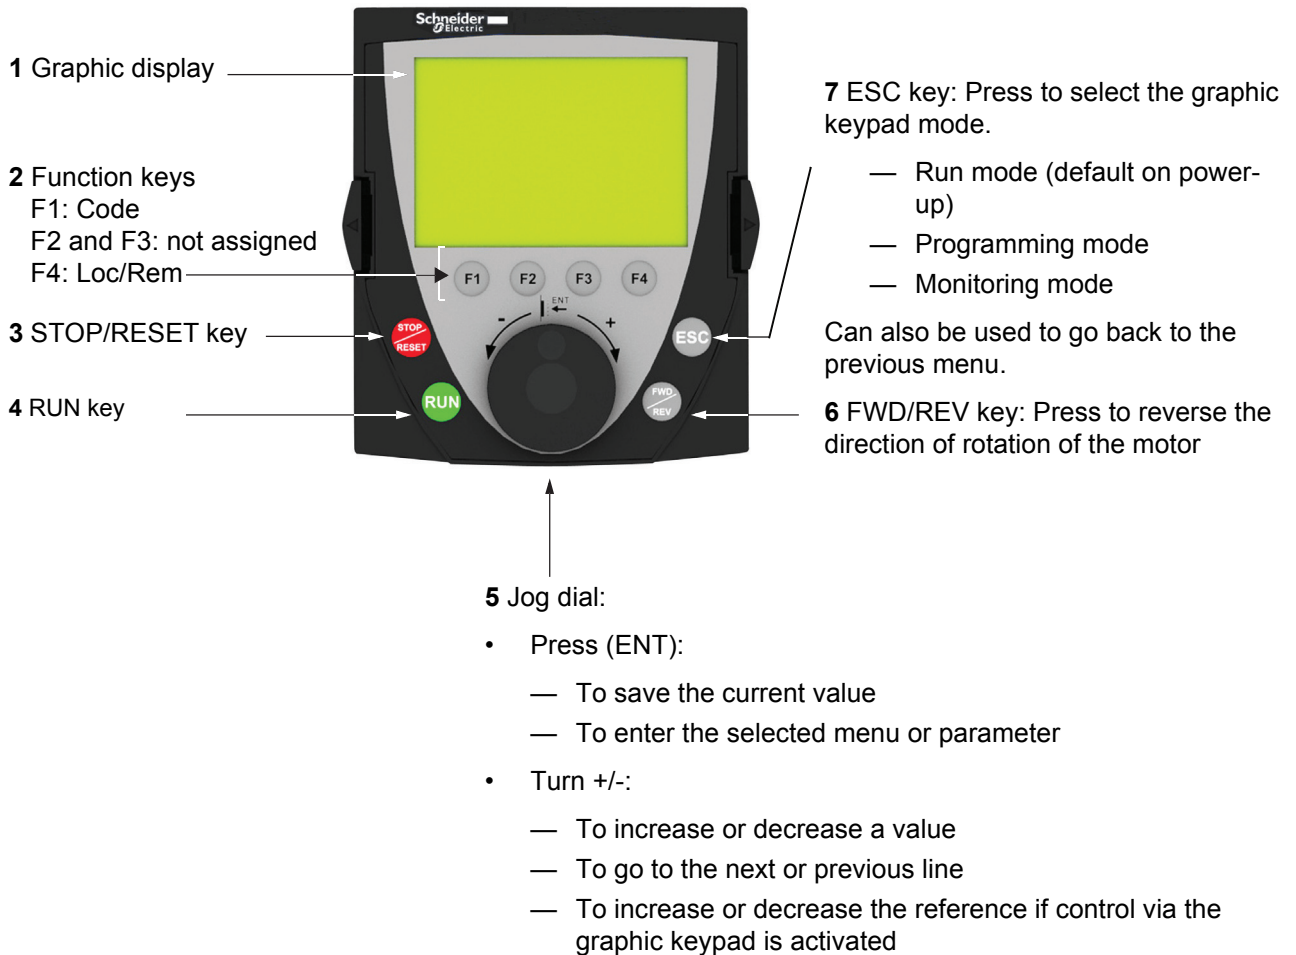 Schneider
Electric
1 Graphic display
2 Function keys
F1: Code
F2 and F3: not assigned
F4: Loc/Rem
3 STOP/RESET key
4 RUN key
F1 F2 F3 F4
ENT
- +
STOP
RESET
RUN
ESC
FWD
REV
7 ESC key: Press to select the graphic
keypad mode.
— Run mode (default on power-
up)
— Programming mode
— Monitoring mode
Can also be used to go back to the
previous menu.
6 FWD/REV key: Press to reverse the
direction of rotation of the motor
5 Jog dial:
• Press (ENT):
— To save the current value
— To enter the selected menu or parameter
• Turn +/-:
— To increase or decrease a value
— To go to the next or previous line
— To increase or decrease the reference if control via the
graphic keypad is activated